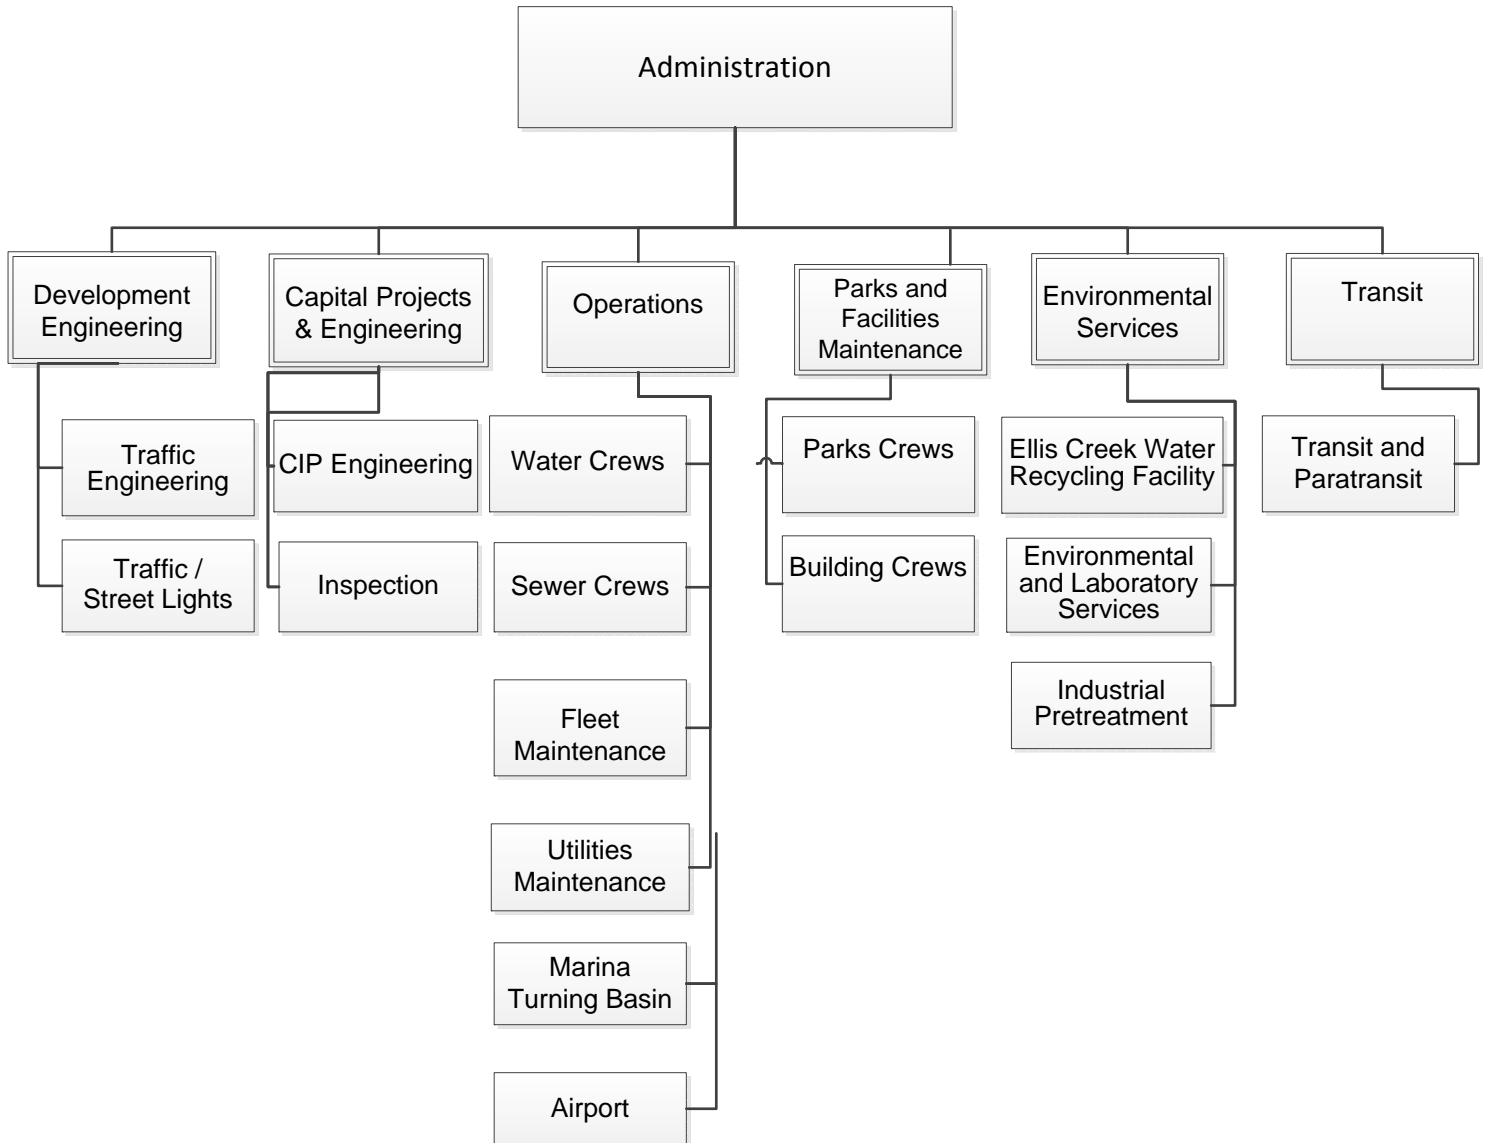 Administration
Development
Engineering
Capital Projects
& Engineering
Operations
Parks and
Facilities
Maintenance
Environmental
Services
Transit
Traffic
Engineering
Traffic /
Street Lights
CIP Engineering
Inspection
Water Crews
Sewer Crews
Fleet
Maintenance
Utilities
Maintenance
Marina
Turning Basin
Airport
Parks Crews
Building Crews
Ellis Creek Water
Recycling Facility
Environmental
and Laboratory
Services
Industrial
Pretreatment
Transit and
Paratransit